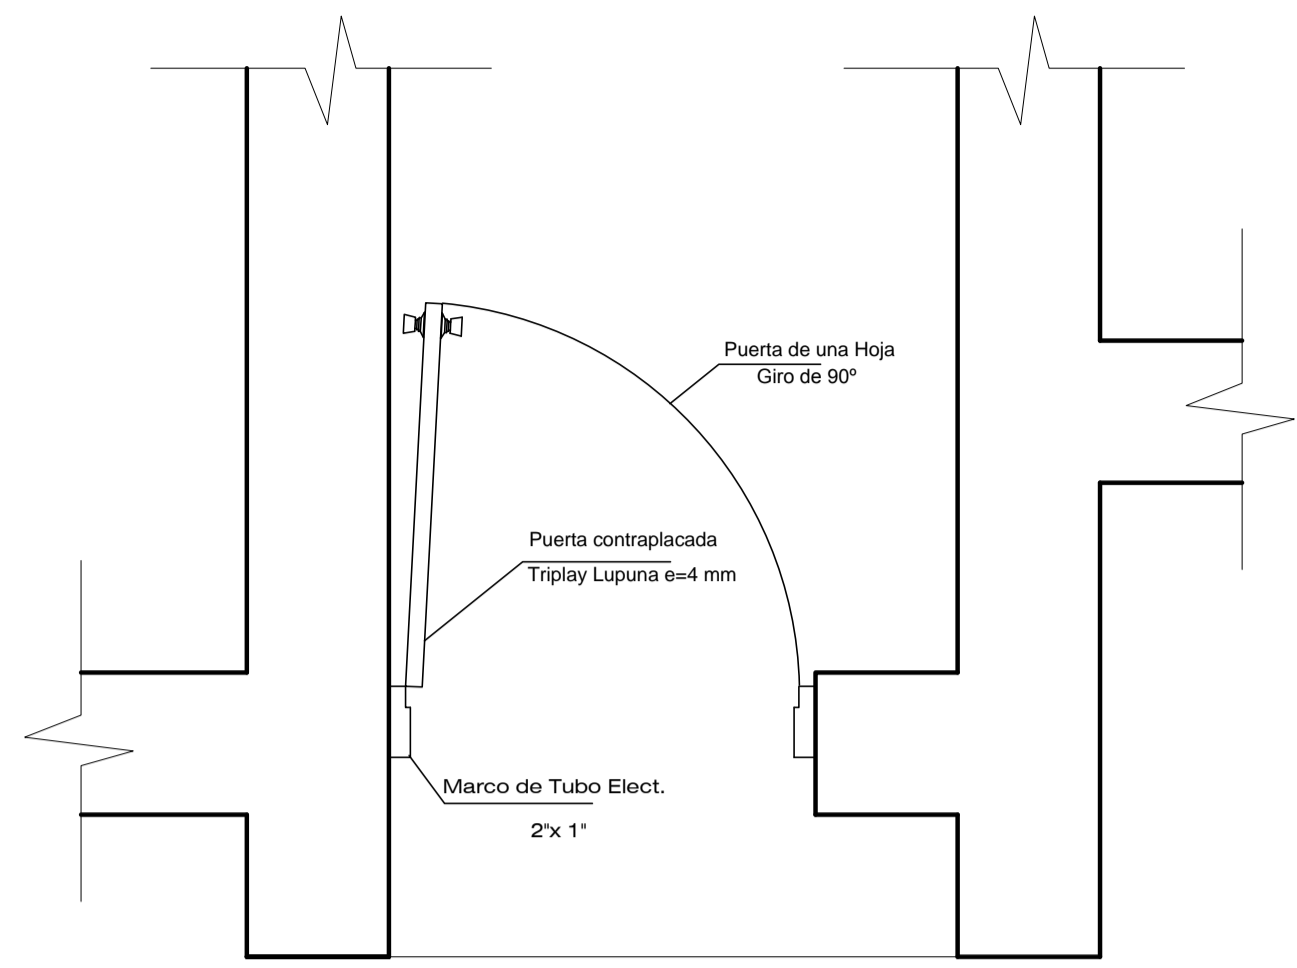 Puerta de una Hoja
Giro de 90º
Puerta contraplacada
Triplay Lupuna e=4 mm
Marco de Tubo Elect.
2"x 1"